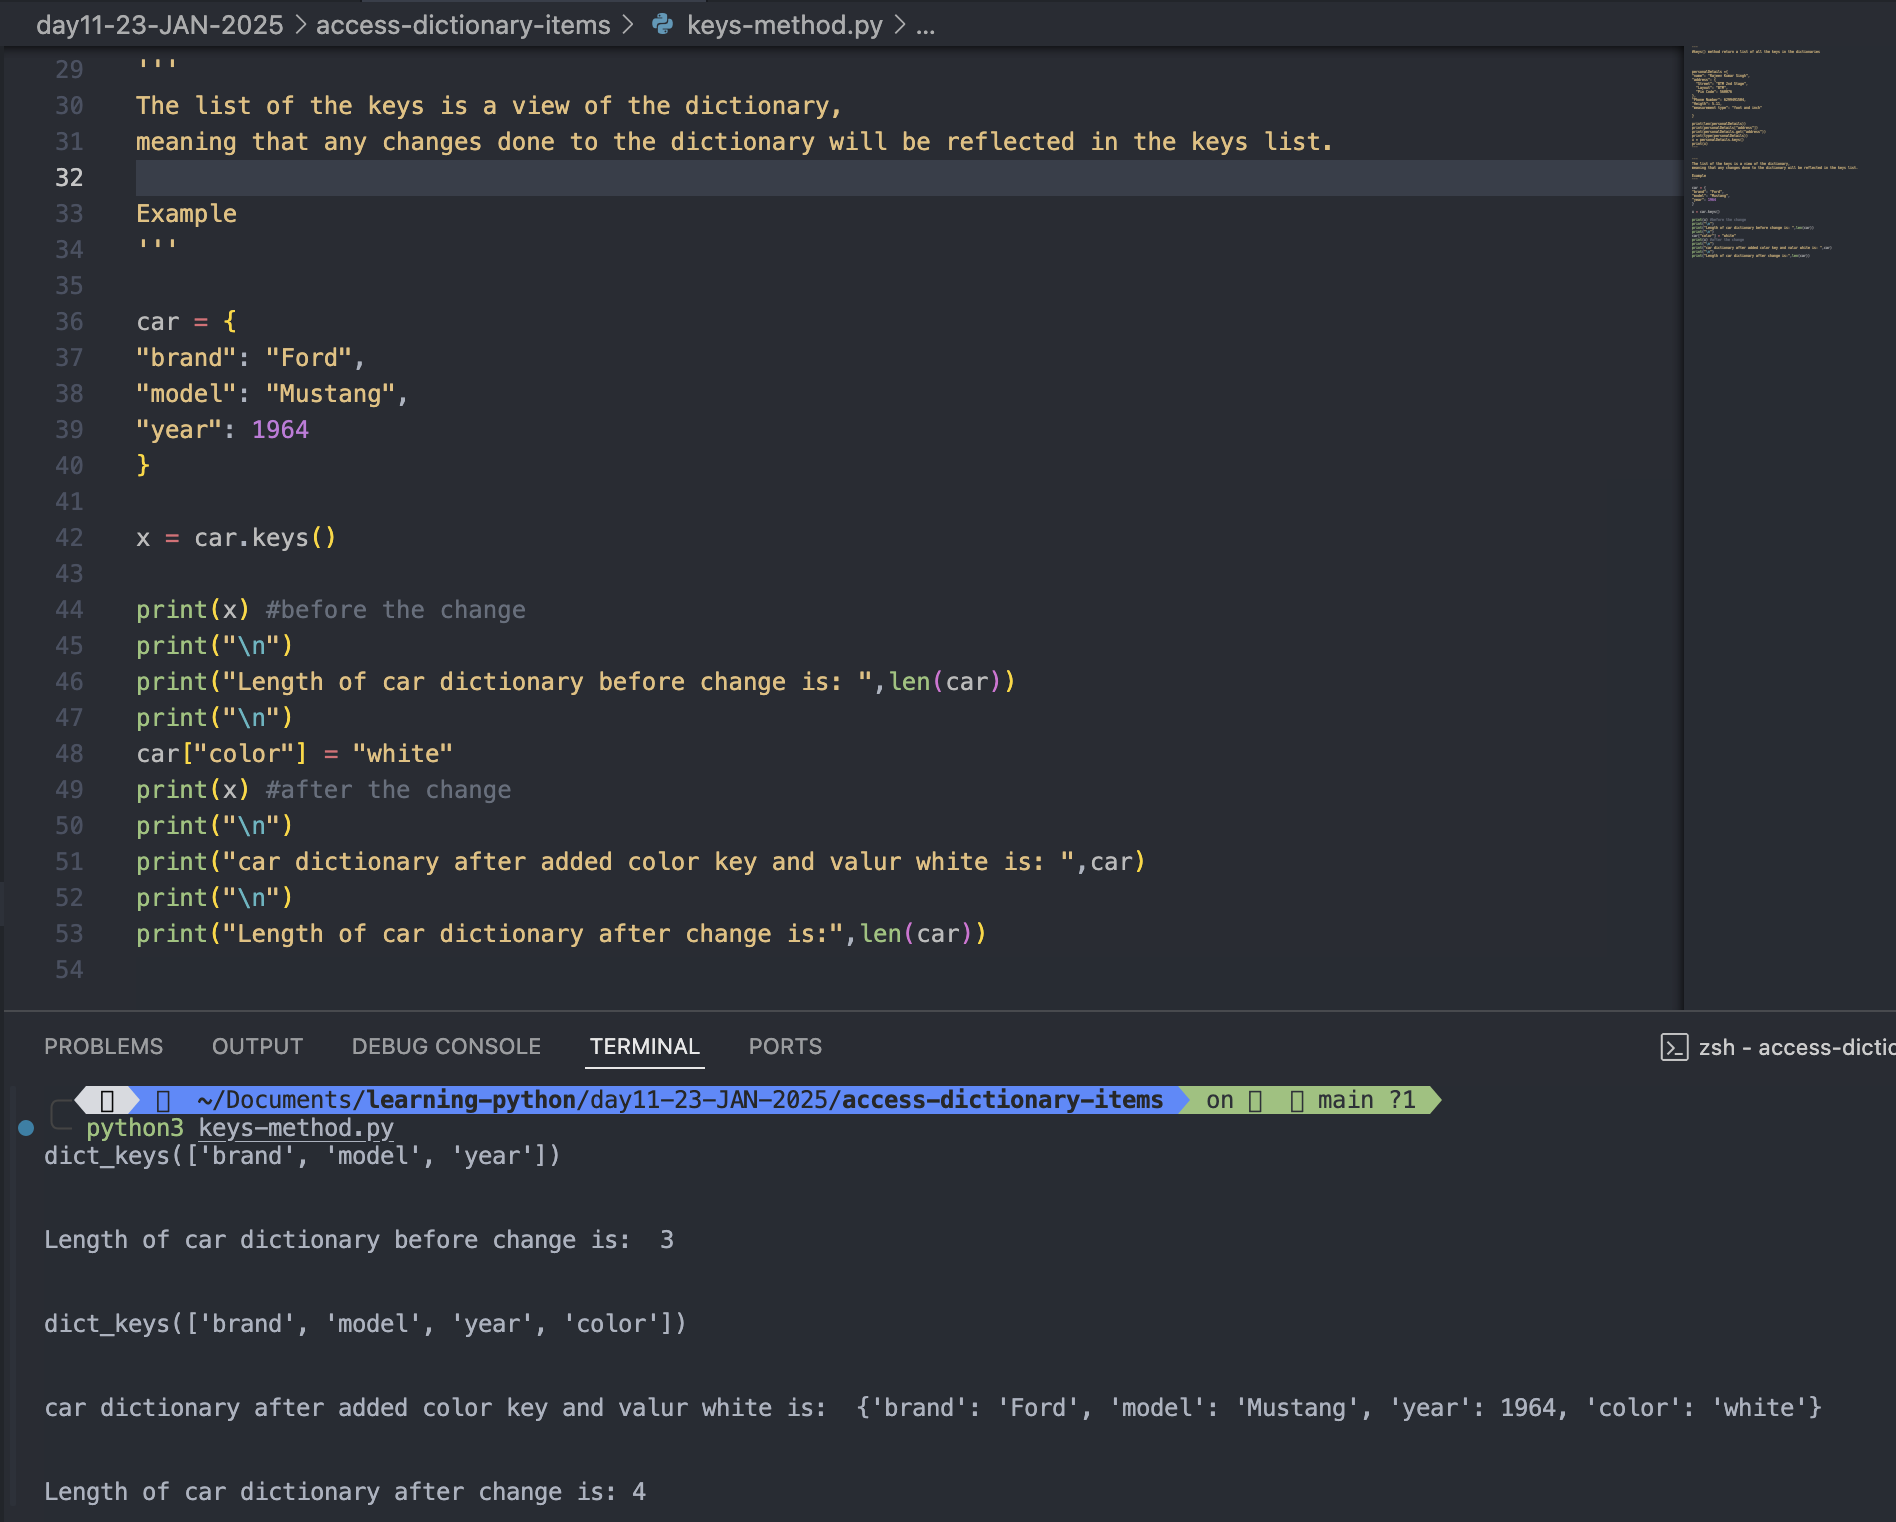 day11-23-JAN-2025 > access-dictionary-items > keys-method.py > ...
29 '''
30 The list of the keys is a view of the dictionary,
31 meaning that any changes done to the dictionary will be reflected in the keys list.
32
33 Example
34 '''
35
36 car = {
37 "brand": "Ford",
38 "model": "Mustang",
39 "year": 1964
40 }
41
42 x = car.keys()
43
44 print(x) #before the change
45 print("\n")
46 print("Length of car dictionary before change is: ",len(car))
47 print("\n")
48 car["color"] = "white"
49 print(x) #after the change
50 print("\n")
51 print("car dictionary after added color key and valur white is: ",car)
52 print("\n")
53 print("Length of car dictionary after change is:",len(car))
54
PROBLEMS OUTPUT DEBUG CONSOLE TERMINAL PORTS zsh - access-dictio
~/Documents/learning-python/day11-23-JAN-2025/access-dictionary-items on main ?1
python3 keys-method.py
dict_keys(['brand', 'model', 'year'])
Length of car dictionary before change is:  3
dict_keys(['brand', 'model', 'year', 'color'])
car dictionary after added color key and valur white is:  {'brand': 'Ford', 'model': 'Mustang', 'year': 1964, 'color': 'white'}
Length of car dictionary after change is: 4